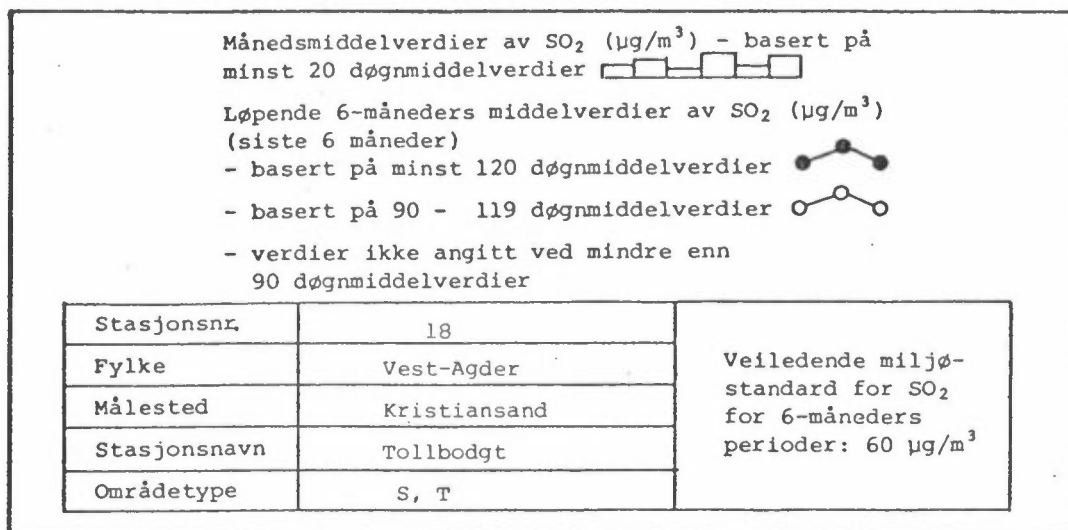 Månedsmiddelverdier av SO₂ (µg/m³) - basert på
minst 20 døgnmiddelverdier
Løpende 6-måneders middelverdier av SO₂ (µg/m³)
(siste 6 måneder)
- basert på minst 120 døgnmiddelverdier
- basert på 90 - 119 døgnmiddelverdier
- verdier ikke angitt ved mindre enn
90 døgnmiddelverdier
Stasjonsnr. 18
Fylke Vest-Agder
Målested Kristiansand
Stasjonsnavn Tollbodgt
Områdetype S, T
Veiledende miljø-
standard for SO₂
for 6-måneders
perioder: 60 µg/m³